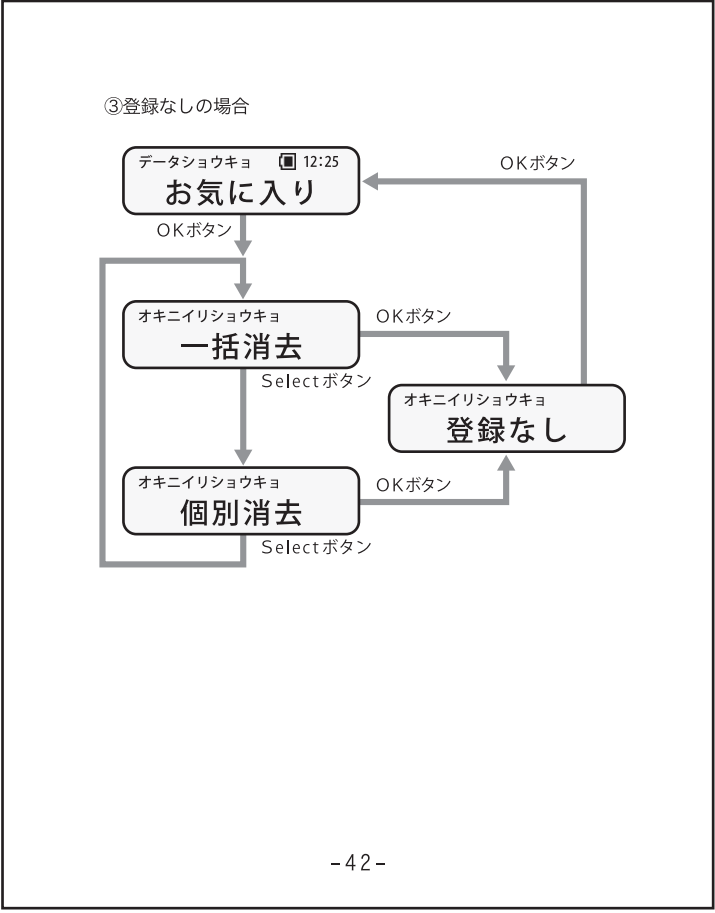 ③登録なしの場合
データショウキョ 12:25
お気に入り
OKボタン
OKボタン
オキニイリショウキョ
一括消去
OKボタン
Selectボタン
オキニイリショウキョ
登録なし
オキニイリショウキョ
個別消去
OKボタン
Selectボタン
-42-